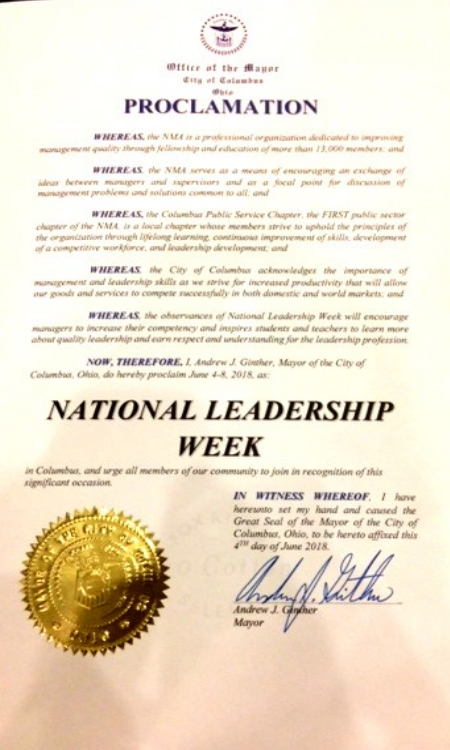 Office of the Mayor
City of Columbus
Ohio
PROCLAMATION
WHEREAS, the NMA is a professional organization dedicated to improving
management quality through fellowship and education of more than 13,000 members; and
WHEREAS, the NMA serves as a means of encouraging an exchange of
ideas between managers and supervisors and as a focal point for discussion of
management problems and solutions common to all; and
WHEREAS, the Columbus Public Service Chapter, the FIRST public sector
chapter of the NMA, is a local chapter whose members strive to uphold the principles of
the organization through lifelong learning, continuous improvement of skills, development
of a competitive workforce, and leadership development; and
WHEREAS, the City of Columbus acknowledges the importance of
management and leadership skills as we strive for increased productivity that will allow
our goods and services to compete successfully in both domestic and world markets; and
WHEREAS, the observances of National Leadership Week will encourage
managers to increase their competency and inspires students and teachers to learn more
about quality leadership and earn respect and understanding for the leadership profession.
NOW, THEREFORE, I, Andrew J. Ginther, Mayor of the City of
Columbus, Ohio, do hereby proclaim June 4-8, 2018, as:
NATIONAL LEADERSHIP
WEEK
in Columbus, and urge all members of our community to join in recognition of this
significant occasion.
IN WITNESS WHEREOF, I have
hereunto set my hand and caused the
Great Seal of the Mayor of the City of
Columbus, Ohio, to be hereto affixed this
4TH day of June 2018.
Andrew J. Ginther
Andrew J. Ginther
Mayor